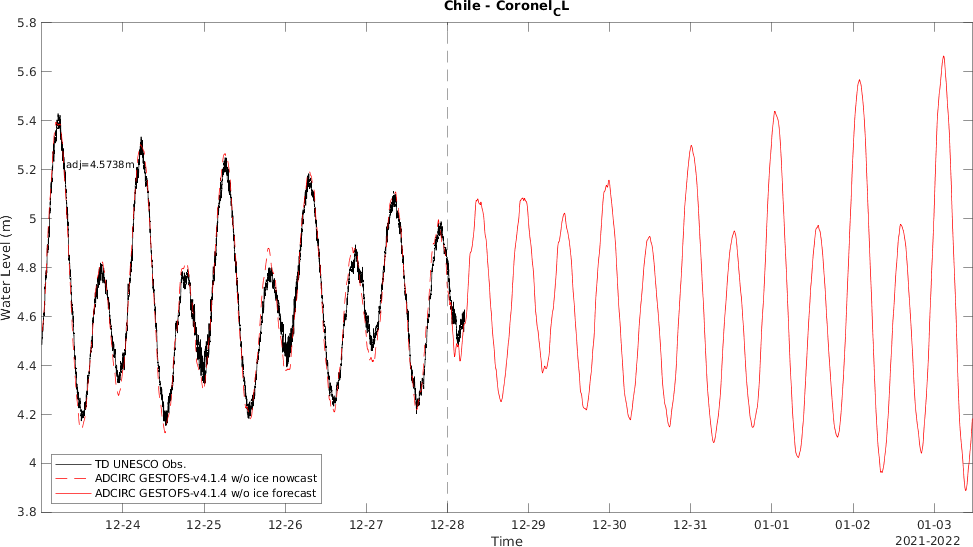 Chile - Coronel_CL
5.8
5.6
5.4
5.2
5
4.8
4.6
4.4
4.2
4
3.8
Water Level (m)
adj=4.5738m
TD UNESCO Obs.
ADCIRC GESTOFS-v4.1.4 w/o ice nowcast
ADCIRC GESTOFS-v4.1.4 w/o ice forecast
12-24 12-25 12-26 12-27 12-28 12-29 12-30 12-31 01-01 01-02 01-03
Time
2021-2022